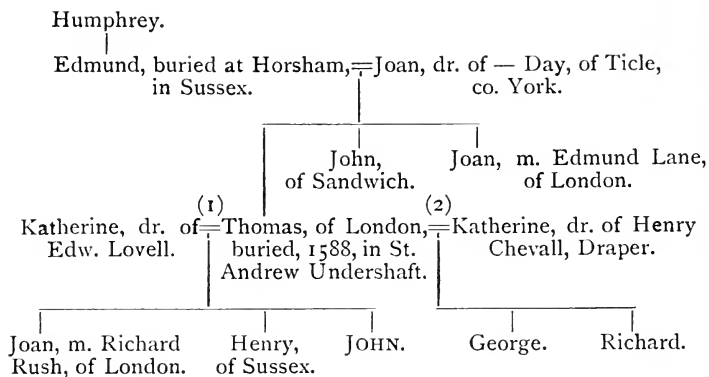 Humphrey.
Edmund, buried at Horsham,=Joan, dr. of — Day, of Ticle,
in Sussex. co. York.
John, Joan, m. Edmund Lane,
of Sandwich. of London.
(1) (2)
Katherine, dr. of=Thomas, of London,=Katherine, dr. of Henry
Edw. Lovell. buried, 1588, in St. Chevall, Draper.
Andrew Undershaft.
Joan, m. Richard Henry, JOHN. George. Richard.
Rush, of London. of Sussex.